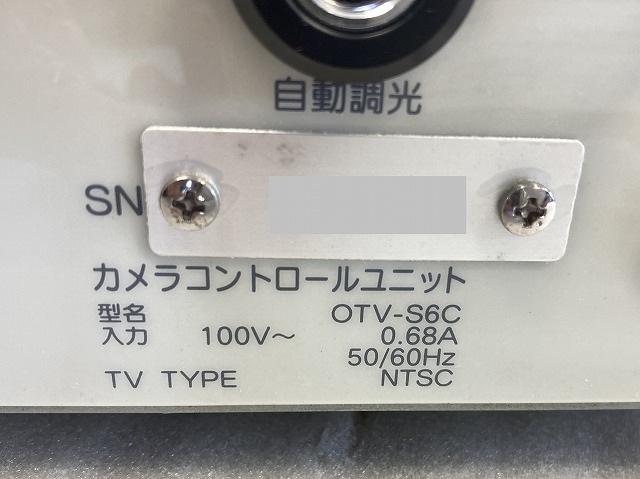 自動調光
SN
カメラコントロールユニット
型名 OTV-S6C
入力 100V～ 0.68A
50/60Hz
TV TYPE NTSC